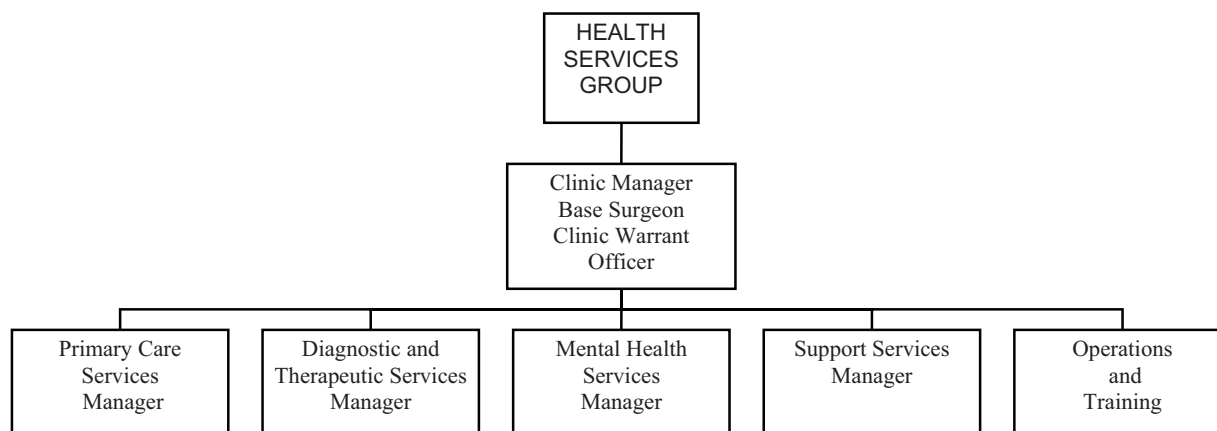 HEALTH
SERVICES
GROUP
Clinic Manager
Base Surgeon
Clinic Warrant
Officer
Primary Care
Services
Manager
Diagnostic and
Therapeutic Services
Manager
Mental Health
Services
Manager
Support Services
Manager
Operations
and
Training